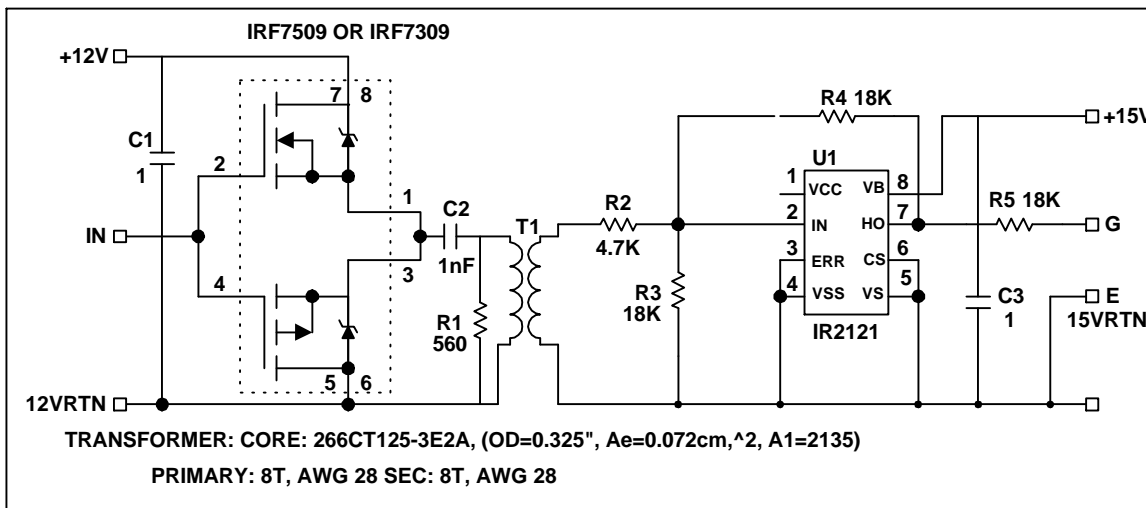 IRF7509 OR IRF7309
+12V
7 8
R4 18K
+15V
C1
1
2
U1
1
VCC
VB
8
1
C2
R2
T1
R5 18K
IN
2
IN
HO
7
G
4.7K
1nF
3
3
ERR
CS
6
4
R3
18K
4
VSS
VS
5
C3
1
E
15VRTN
R1
560
IR2121
5 6
12VRTN
TRANSFORMER: CORE: 266CT125-3E2A, (OD=0.325", Ae=0.072cm,^2, A1=2135)
PRIMARY: 8T, AWG 28 SEC: 8T, AWG 28